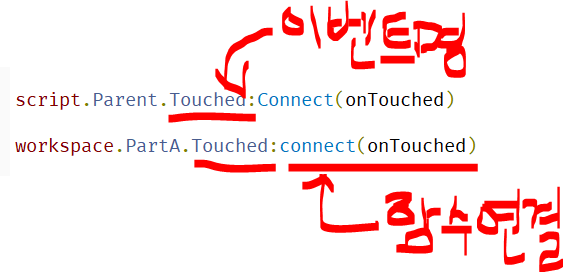 이벤트명
script.Parent.Touched:Connect(onTouched)
workspace.PartA.Touched:connect(onTouched)
함수연결